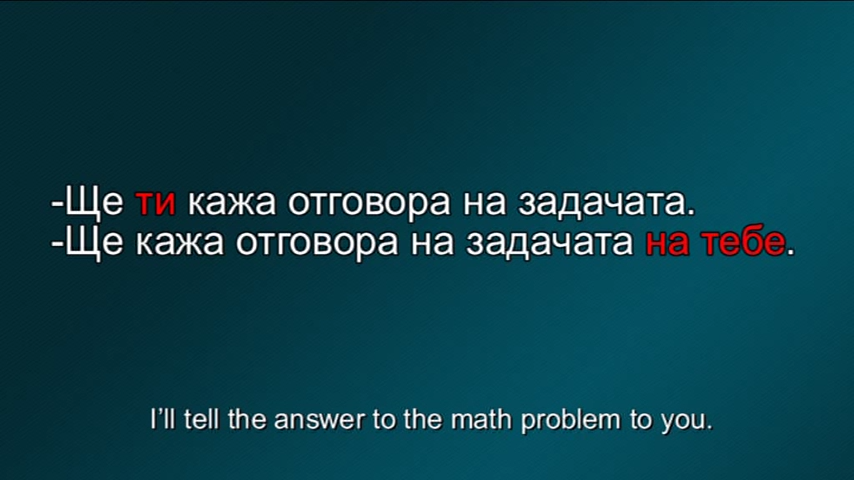 -Ще ти кажа отговора на задачата.
-Ще кажа отговора на задачата на тебе.
I'll tell the answer to the math problem to you.